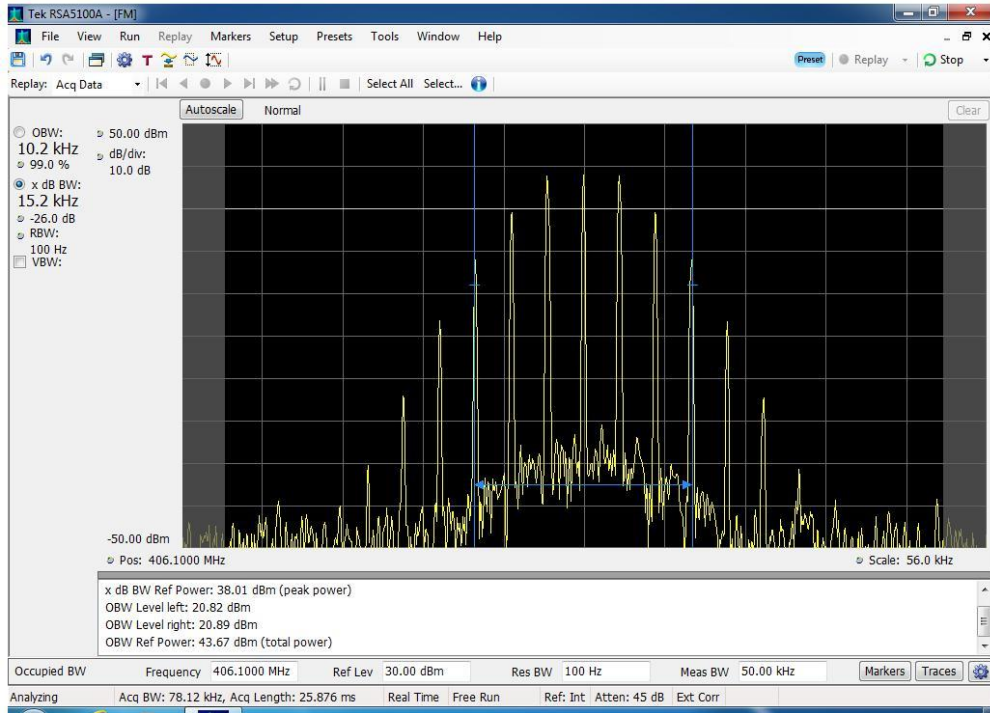 Tek RSA5100A - [FM]
File View Run Replay Markers Setup Presets Tools Window Help
Preset Replay Stop
Replay: Acq Data Select All Select...
Autoscale Normal Clear
OBW:
10.2 kHz
99.0 %
x dB BW:
15.2 kHz
-26.0 dB
RBW:
100 Hz
VBW:
50.00 dBm
dB/div:
10.0 dB
-50.00 dBm
Pos: 406.1000 MHz Scale: 56.0 kHz
x dB BW Ref Power: 38.01 dBm (peak power)
OBW Level left: 20.82 dBm
OBW Level right: 20.89 dBm
OBW Ref Power: 43.67 dBm (total power)
Occupied BW Frequency 406.1000 MHz Ref Lev 30.00 dBm Res BW 100 Hz Meas BW 50.00 kHz Markers Traces
Analyzing Acq BW: 78.12 kHz, Acq Length: 25.876 ms Real Time Free Run Ref: Int Atten: 45 dB Ext Corr